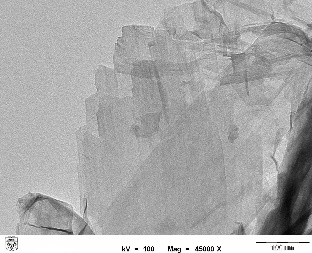 kV = 100 Mag = 45000 X